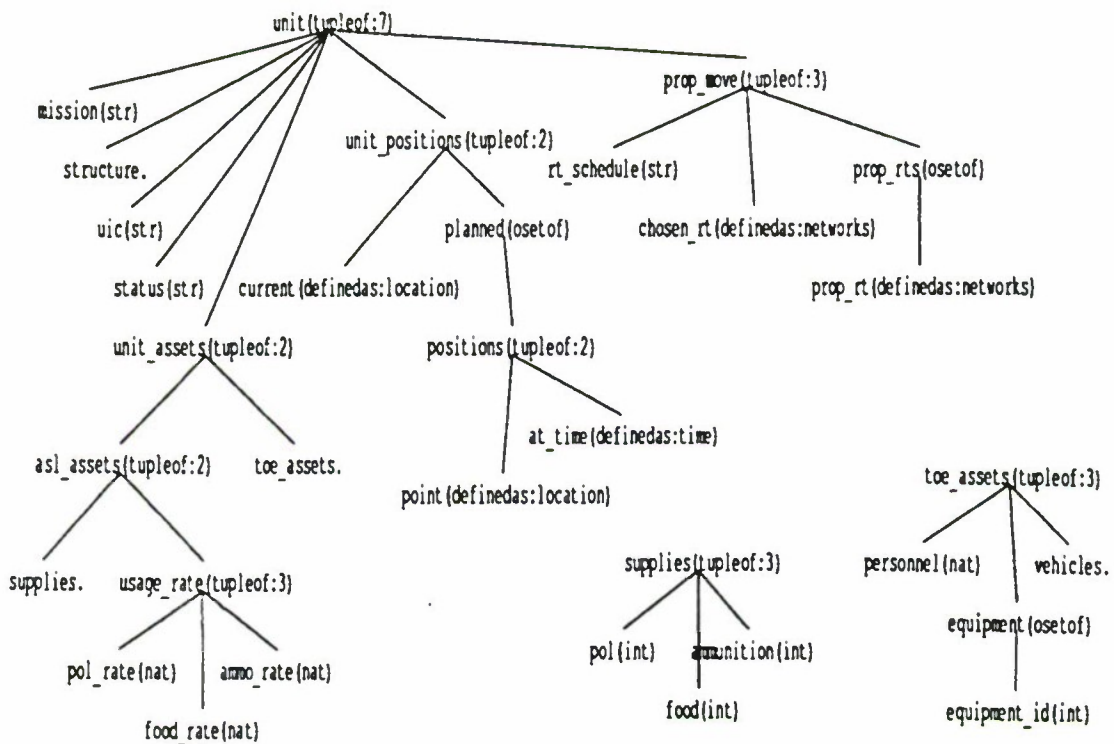 unit(tupleof:7)
prop_move(tupleof:3)
mission(str)
unit_positions(tupleof:2)
structure.
rt_schedule(str)
prop_rts(osetof)
uic(str)
planned(osetof)
chosen_rt(definedas:networks)
status(str)
current(definedas:location)
prop_rt(definedas:networks)
unit_assets(tupleof:2)
positions(tupleof:2)
at_time(definedas:time)
asl_assets(tupleof:2)
toe_assets.
point(definedas:location)
toe_assets(tupleof:3)
supplies.
usage_rate(tupleof:3)
supplies(tupleof:3)
personnel(nat)
vehicles.
equipment(osetof)
pol_rate(nat)
ammo_rate(nat)
pol(int)
ammunition(int)
food_rate(nat)
food(int)
equipment_id(int)